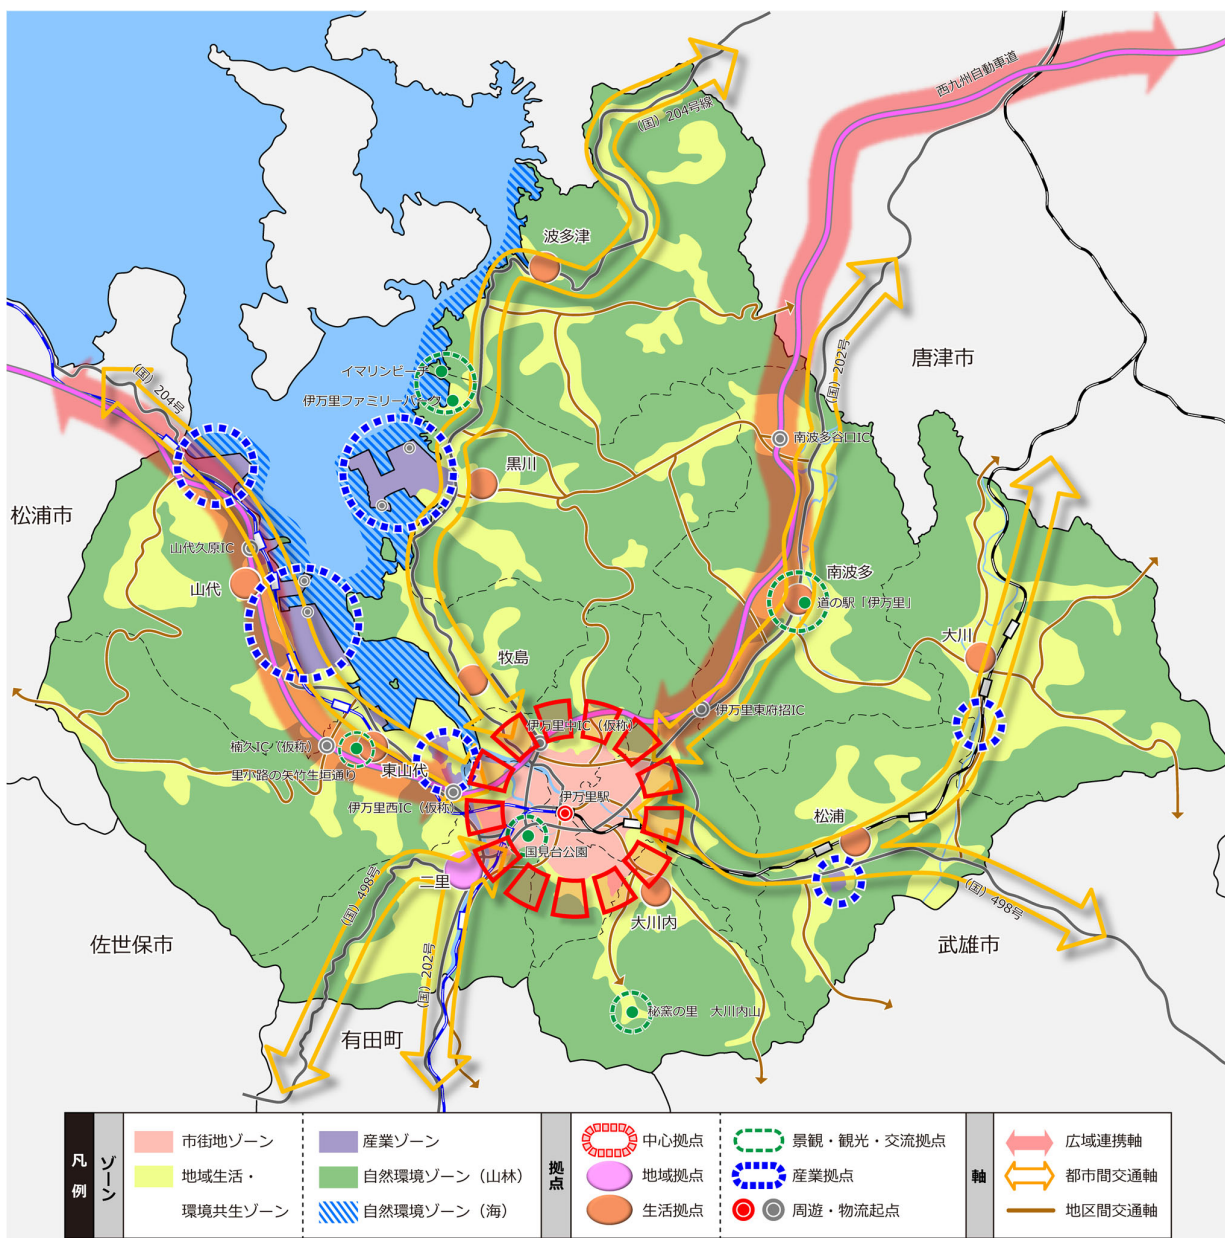 西九州自動車道
(国) 204号線
波多津
唐津市
(国) 202号
イマリンビーチ
伊万里ファミリーパーク
(国) 204号
南波多谷口IC
黒川
松浦市
山代久原IC
山代
南波多
道の駅「伊万里」
大川
牧島
伊万里東府招IC
伊万里中IC(仮称)
楠久IC(仮称)
東山代
里小路の矢竹生垣通り
伊万里西IC(仮称)
伊万里駅
松浦
国見台公園
二里
(国) 498号
大川内
(国) 498号
佐世保市
武雄市
(国) 202号
秘窯の里 大川内山
有田町
凡例
ゾーン
市街地ゾーン
地域生活・
環境共生ゾーン
産業ゾーン
自然環境ゾーン(山林)
自然環境ゾーン(海)
拠点
中心拠点
地域拠点
生活拠点
景観・観光・交流拠点
産業拠点
周遊・物流起点
軸
広域連携軸
都市間交通軸
地区間交通軸